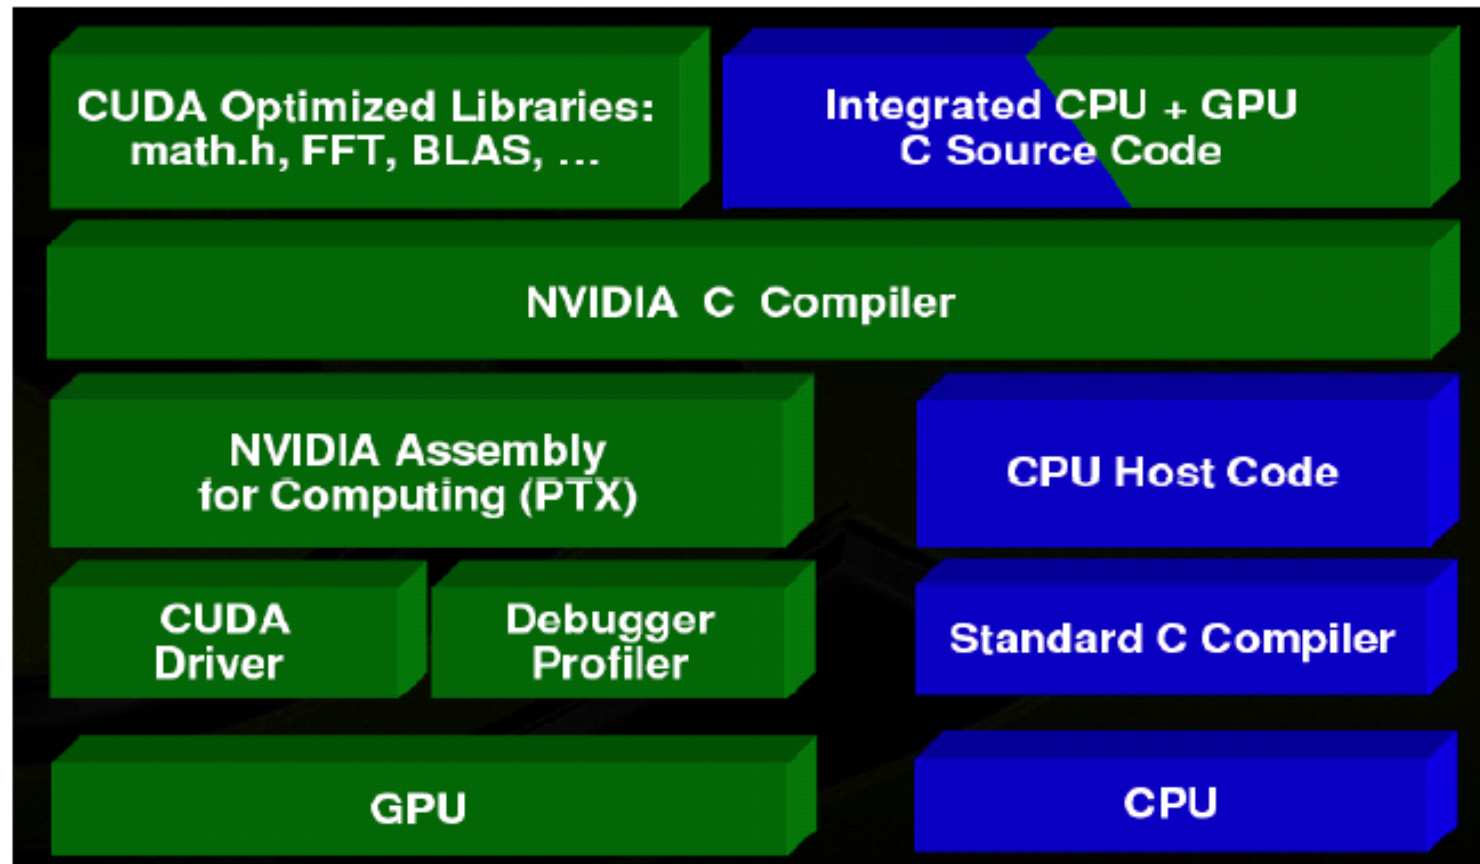 CUDA Optimized Libraries:
math.h, FFT, BLAS, ...
Integrated CPU + GPU
C Source Code
NVIDIA C Compiler
NVIDIA Assembly
for Computing (PTX)
CPU Host Code
CUDA
Driver
Debugger
Profiler
Standard C Compiler
GPU
CPU